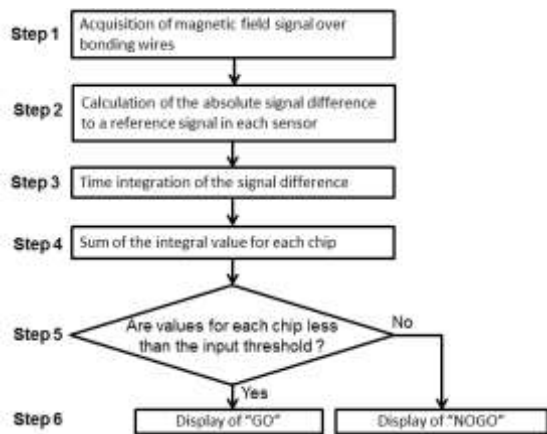 Step 1
Acquisition of magnetic field signal over
bonding wires
Step 2
Calculation of the absolute signal difference
to a reference signal in each sensor
Step 3
Time integration of the signal difference
Step 4
Sum of the integral value for each chip
Step 5
Are values for each chip less
than the input threshold ?
No
Yes
Step 6
Display of "GO"
Display of "NOGO"